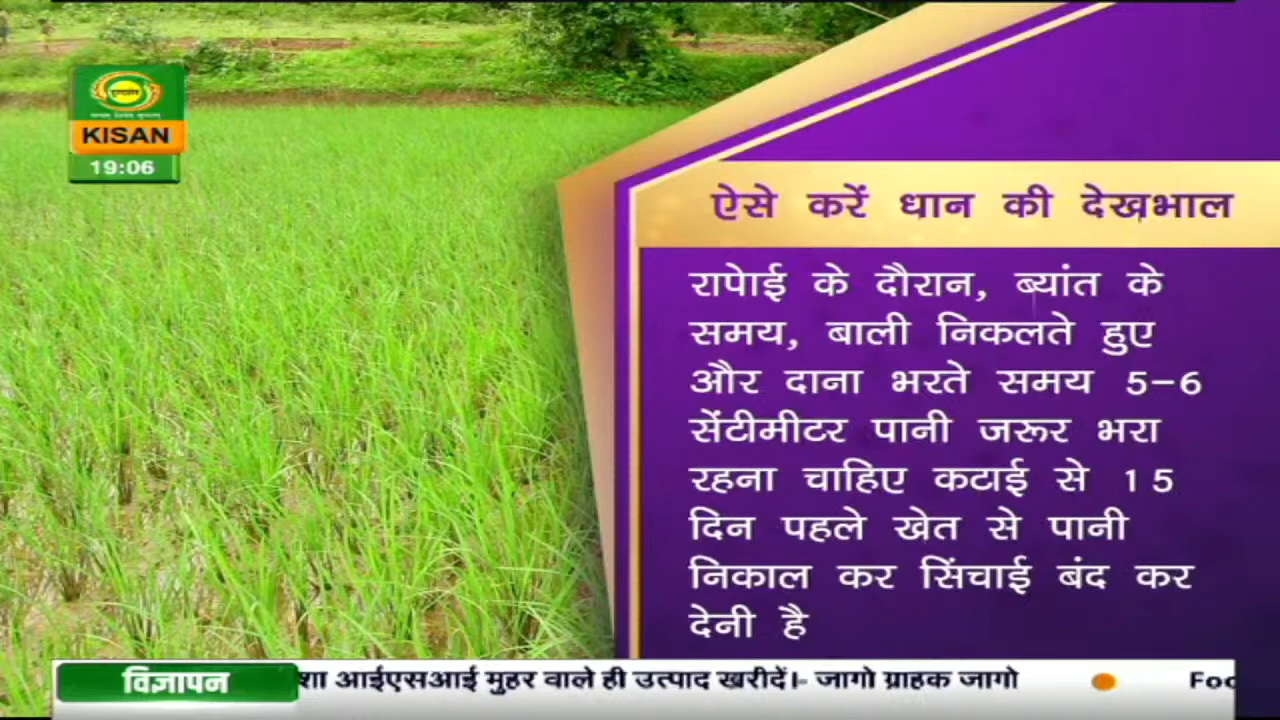 KISAN
19:06
ऐसे करें धान की देखभाल
रापेाई के दौरान, ब्यांत के
समय, बाली निकलते हुए
और दाना भरते समय 5-6
सेंटीमीटर पानी जरूर भरा
रहना चाहिए कटाई से 15
दिन पहले खेत से पानी
निकाल कर सिंचाई बंद कर
देनी है
विज्ञापन
शा आईएसआई मुहर वाले ही उत्पाद खरीदें।- जागो ग्राहक जागो